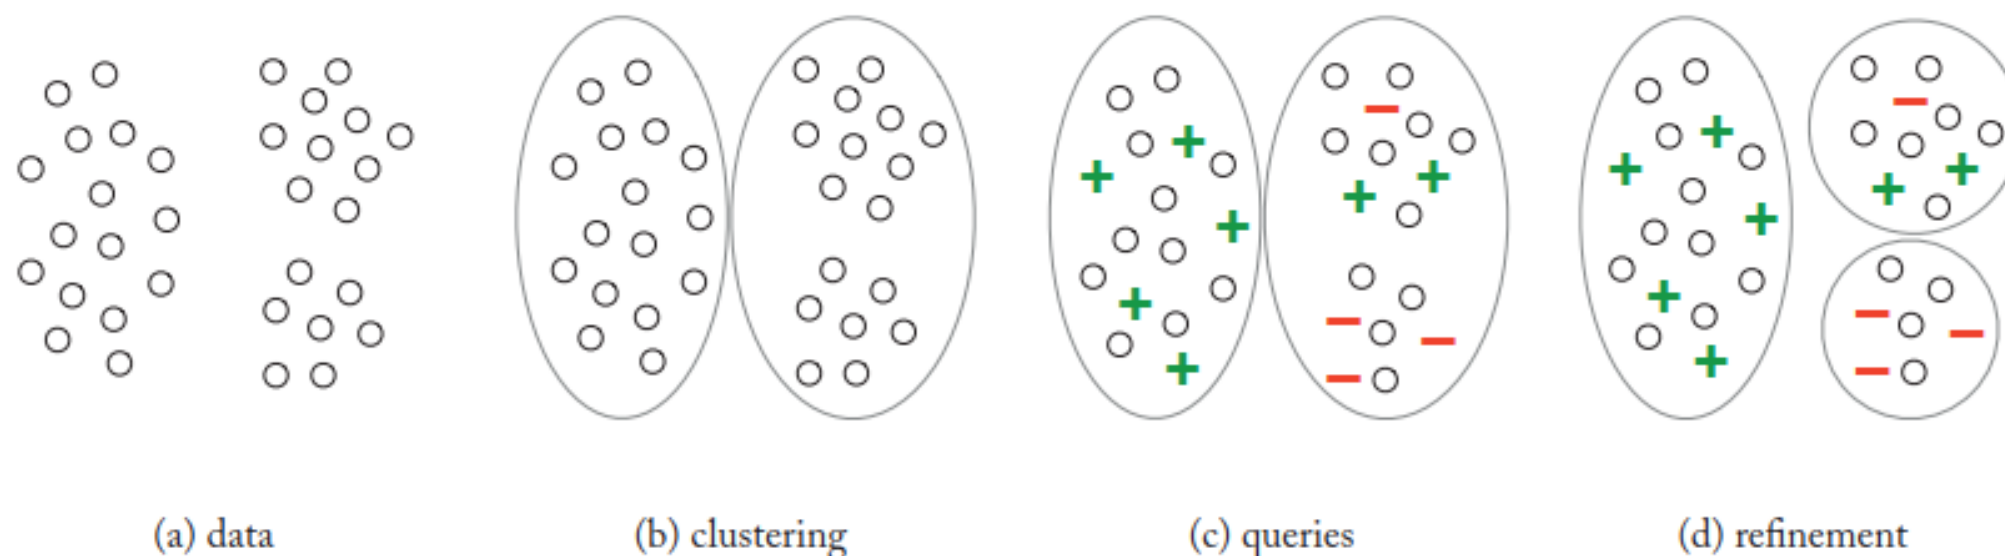 (a) data
(b) clustering
(c) queries
(d) refinement